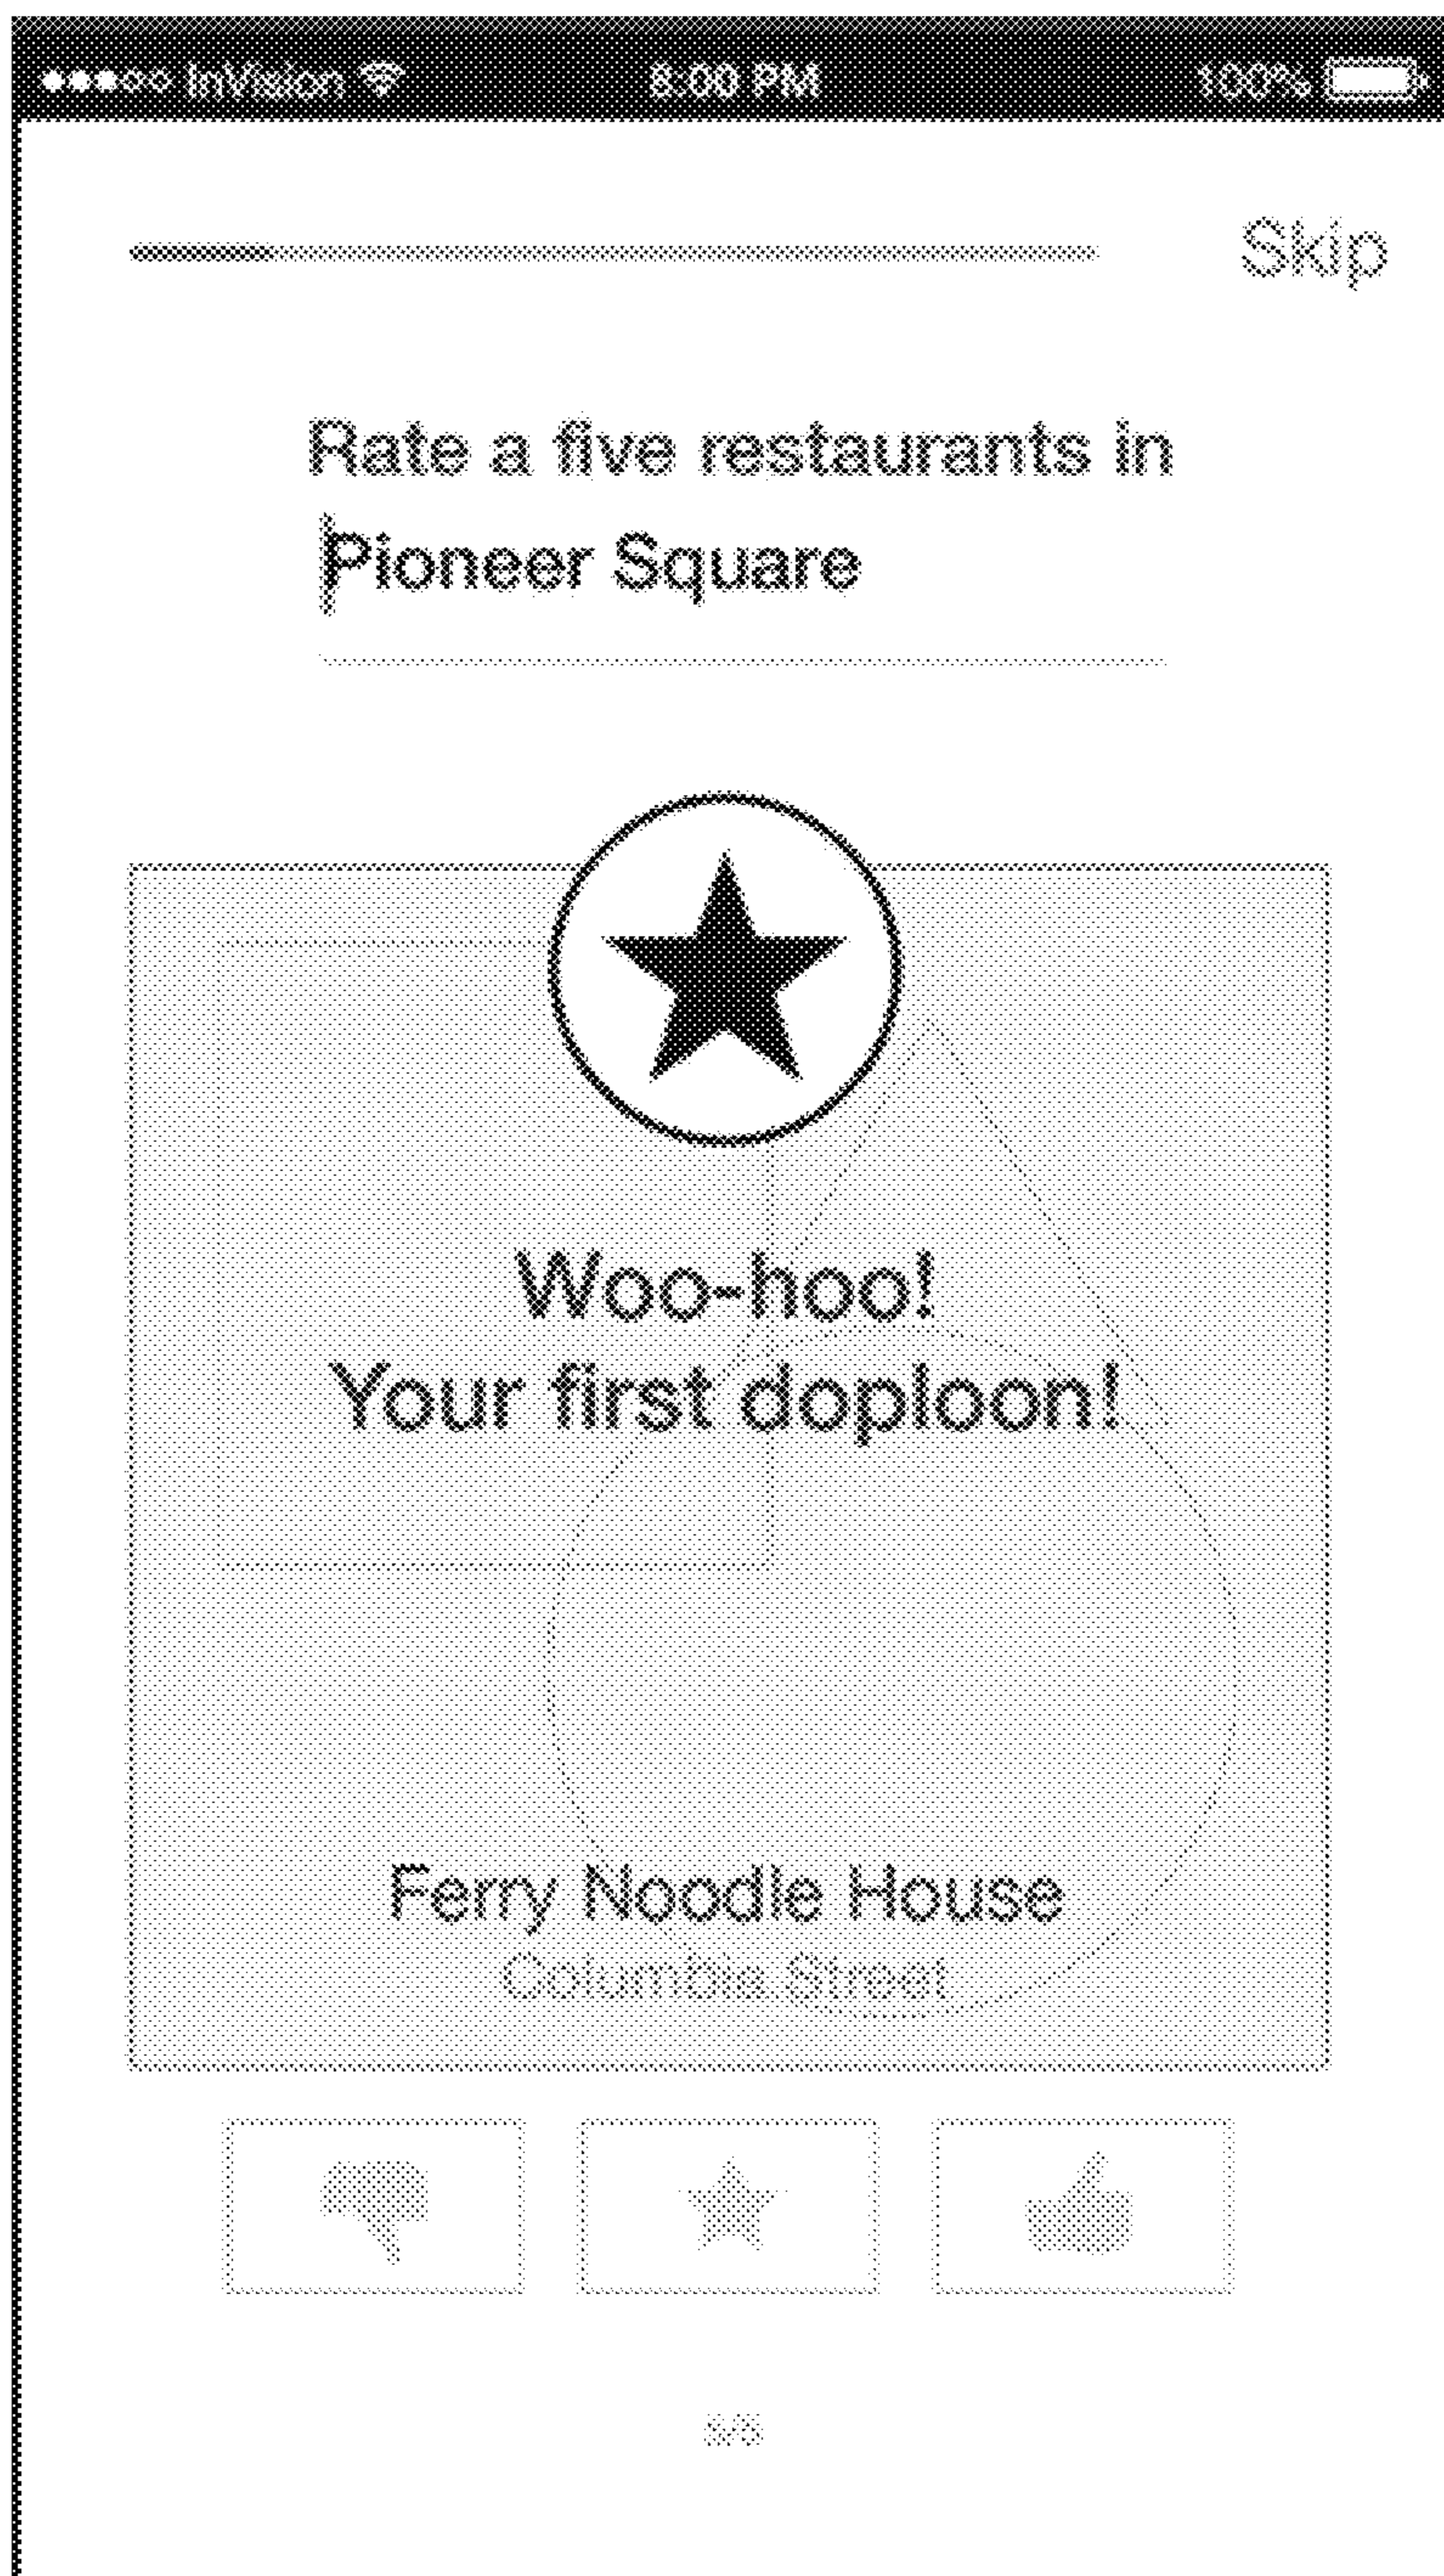 InVision 8:00 PM 100%
Skip
Rate a five restaurants in
Pioneer Square
Woo-hoo!
Your first doploon!
Ferry Noodle House
Columbia Street